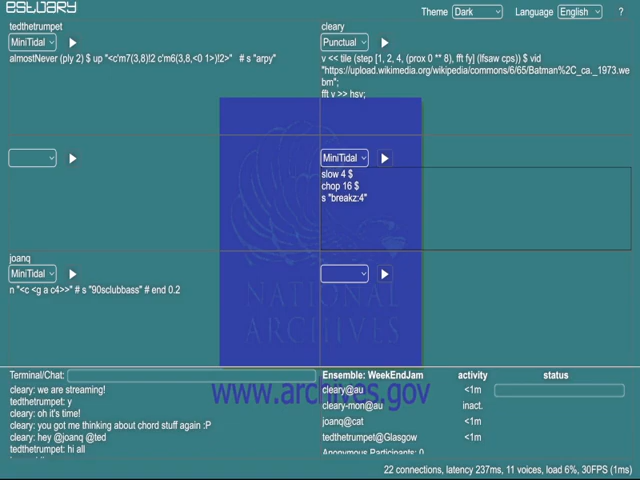 estuary
Theme Dark Language English ?
tedthetrumpet
MiniTidal
almostNever (ply 2) $ up "<c'm7(3,8)!2 c'm6(3,8,<0 1>)!2>" # s "arpy"
cleary
Punctual
v << tile (step [1, 2, 4, (prox 0 ** 8), fft fy] (lfsaw cps)) $ vid
"https://upload.wikimedia.org/wikipedia/commons/6/65/Batman%2C_ca._1973.we
bm";
fft v >> hsv;
MiniTidal
slow 4 $
chop 16 $
s "breakz:4"
joanq
MiniTidal
n "<c <g a c4>>" # s "90sclubbass" # end 0.2
NATIONAL
ARCHIVES
www.archives.gov
Terminal/Chat:
cleary: we are streaming!
tedthetrumpet: y
cleary: oh it's time!
cleary: you got me thinking about chord stuff again :P
cleary: hey @joanq @ted
tedthetrumpet: hi all
Ensemble: WeekEndJam activity status
cleary@au <1m
cleary-mon@au inact.
joanq@cat <1m
tedthetrumpet@Glasgow <1m
Anonymous Participants: 0
22 connections, latency 237ms, 11 voices, load 6%, 30FPS (1ms)